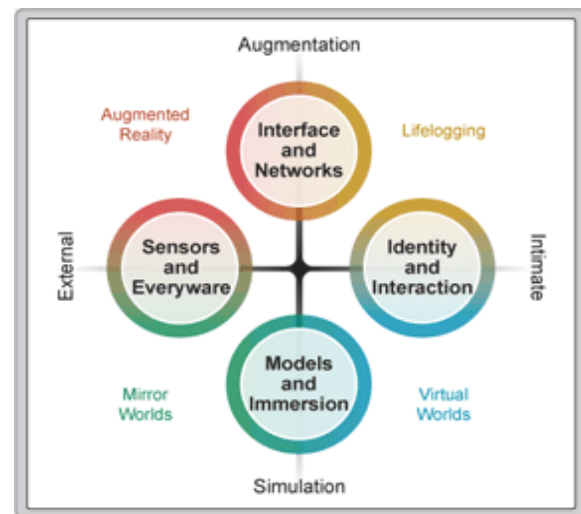 Augmentation
Augmented
Reality
Interface
and
Networks
Lifelogging
External
Sensors
and
Everyware
Identity and
Interaction
Intimate
Models
and
Immersion
Mirror
Worlds
Virtual
Worlds
Simulation